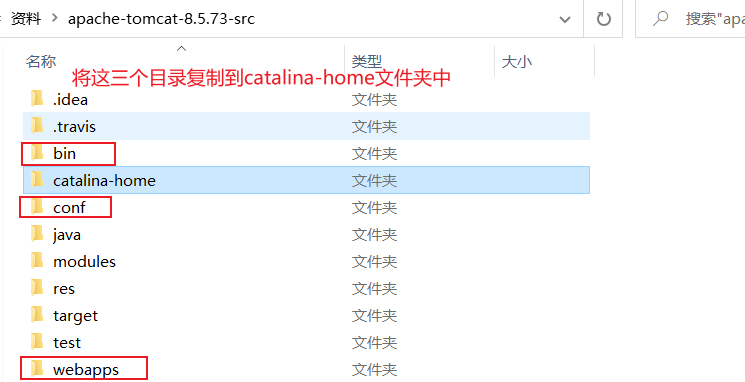 资料 > apache-tomcat-8.5.73-src
搜索"apa
名称 类型 大小
将这三个目录复制到catalina-home文件夹中
.idea 文件夹
.travis 文件夹
bin 文件夹
catalina-home 文件夹
conf 文件夹
java 文件夹
modules 文件夹
res 文件夹
target 文件夹
test 文件夹
webapps 文件夹